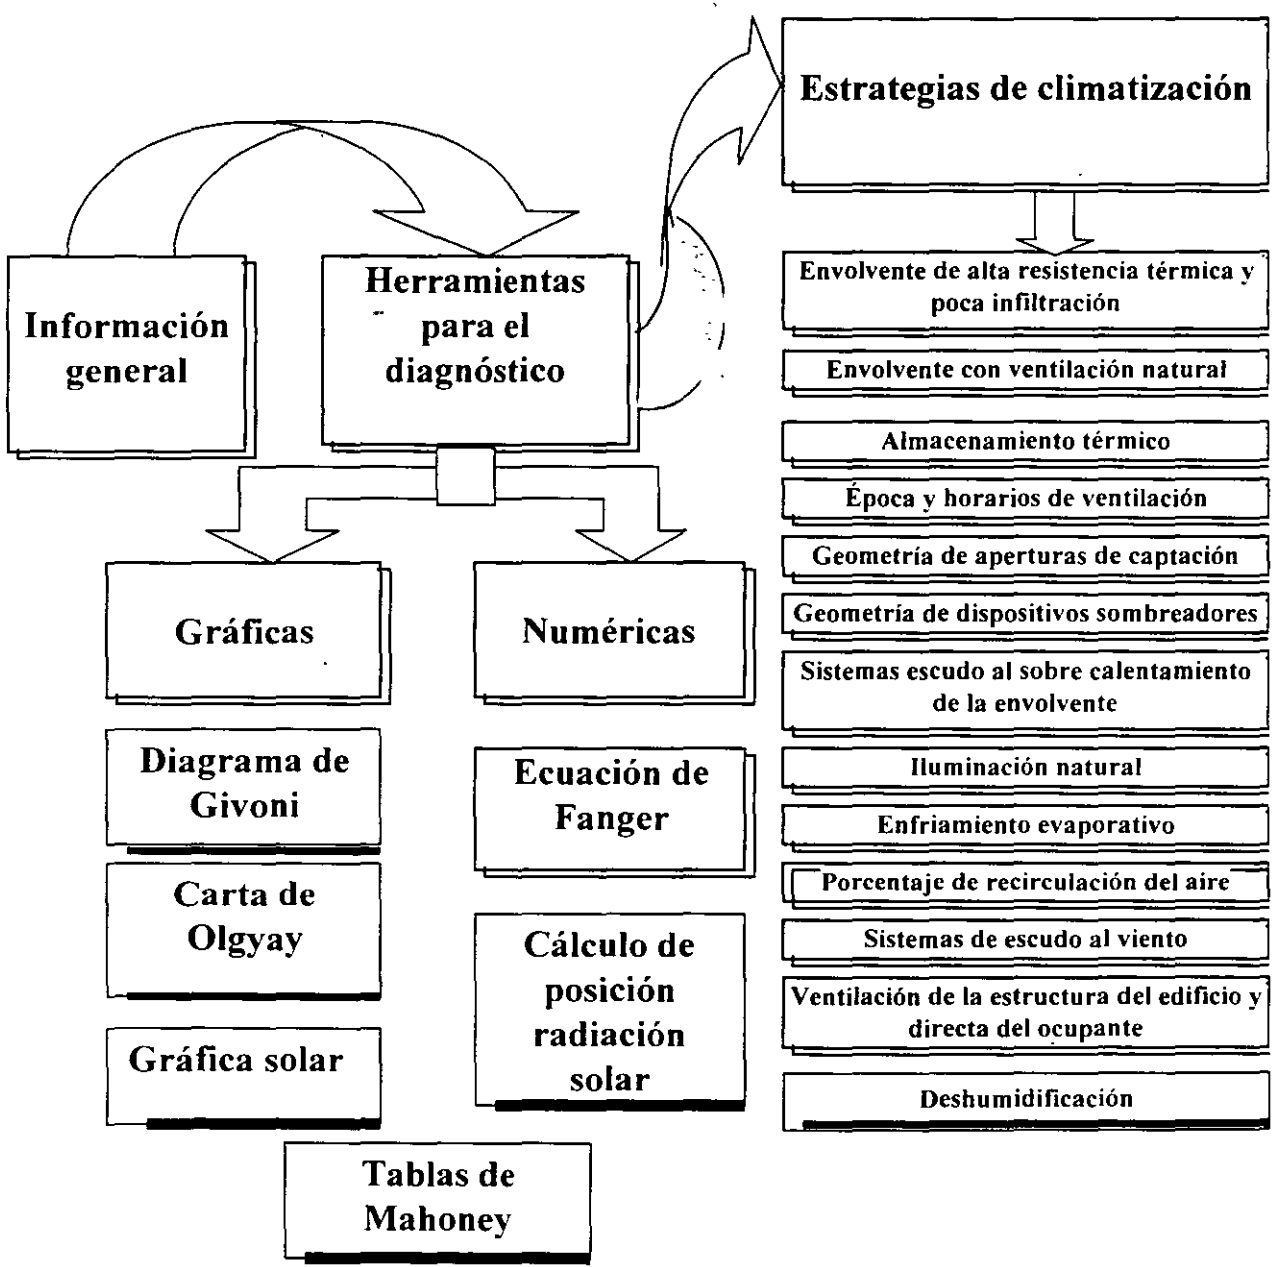 Información
general
Herramientas
para el
diagnóstico
Gráficas
Diagrama de
Givoni
Carta de
Olgyay
Gráfica solar
Numéricas
Ecuación de
Fanger
Cálculo de
posición
radiación
solar
Tablas de
Mahoney
Estrategias de climatización
Envolvente de alta resistencia térmica y
poca infiltración
Envolvente con ventilación natural
Almacenamiento térmico
Época y horarios de ventilación
Geometría de aperturas de captación
Geometría de dispositivos sombreadores
Sistemas escudo al sobre calentamiento
de la envolvente
Iluminación natural
Enfriamiento evaporativo
Porcentaje de recirculación del aire
Sistemas de escudo al viento
Ventilación de la estructura del edificio y
directa del ocupante
Deshumidificación